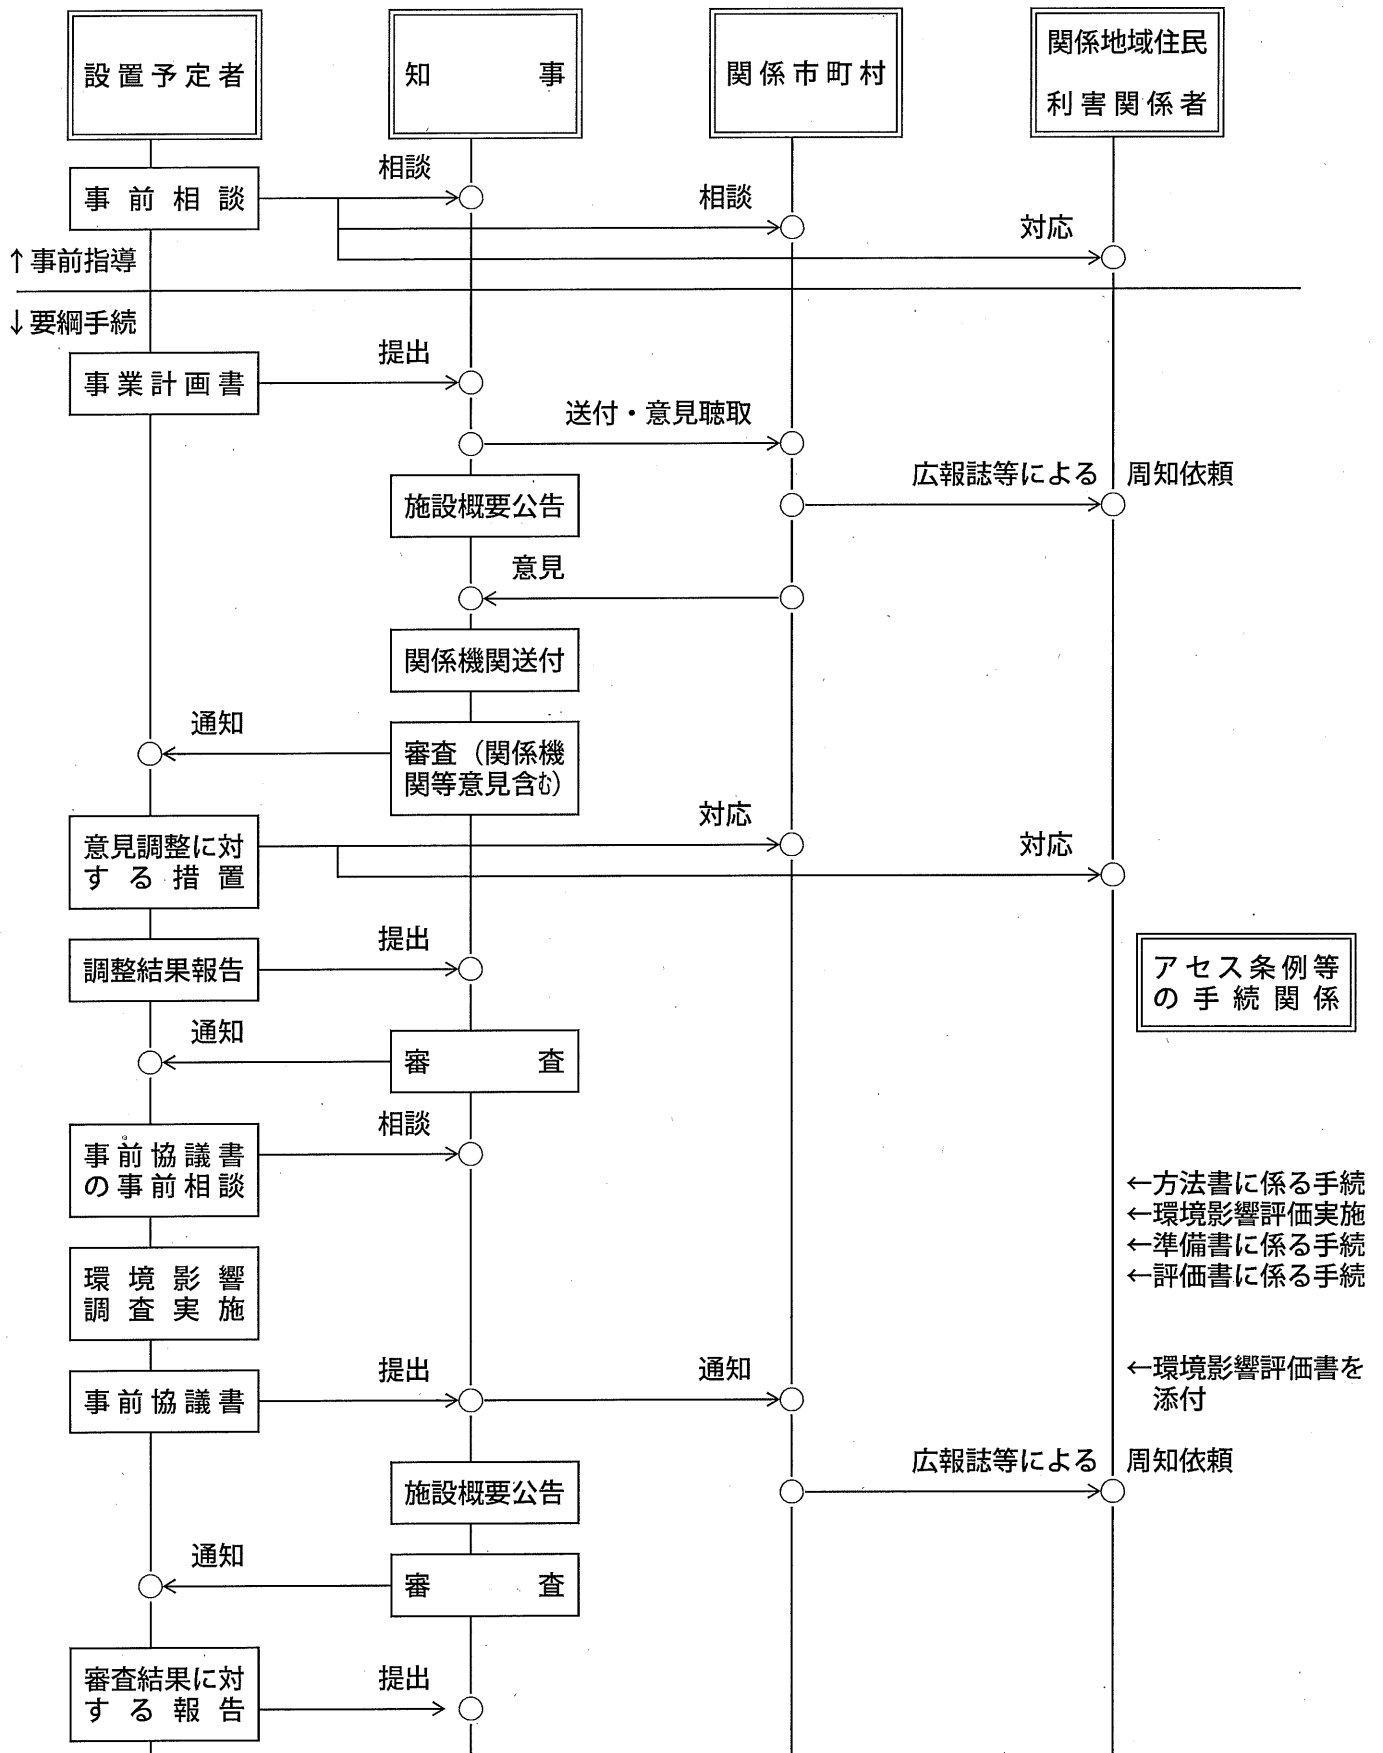 設置予定者
知事
関係市町村
関係地域住民
利害関係者
相談
事前相談
相談
対応
↑事前指導
↓要綱手続
提出
事業計画書
送付・意見聴取
広報誌等による 周知依頼
施設概要公告
意見
関係機関送付
通知
審査（関係機
関等意見含む）
対応
意見調整に対
する措置
対応
提出
調整結果報告
アセス条例等
の手続関係
通知
審査
相談
事前協議書
の事前相談
←方法書に係る手続
←環境影響評価実施
←準備書に係る手続
←評価書に係る手続
環境影響
調査実施
提出
通知
←環境影響評価書を
添付
事前協議書
広報誌等による 周知依頼
施設概要公告
通知
審査
提出
審査結果に対
する報告